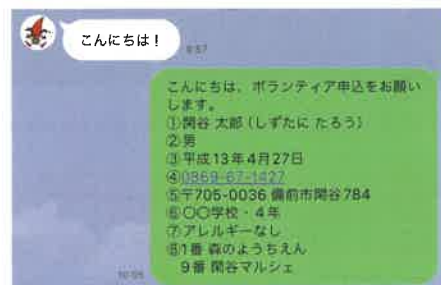 こんにちは！
9:57
こんにちは、ボランティア申込をお願い
します。
①閑谷 太郎（しずたに たろう）
②男
③平成13年4月27日
④0869-67-1427
⑤〒705-0036 備前市閑谷784
⑥〇〇学校・4年
⑦アレルギーなし
⑧1番 森のようちえん
9番 閑谷マルシェ
10:05